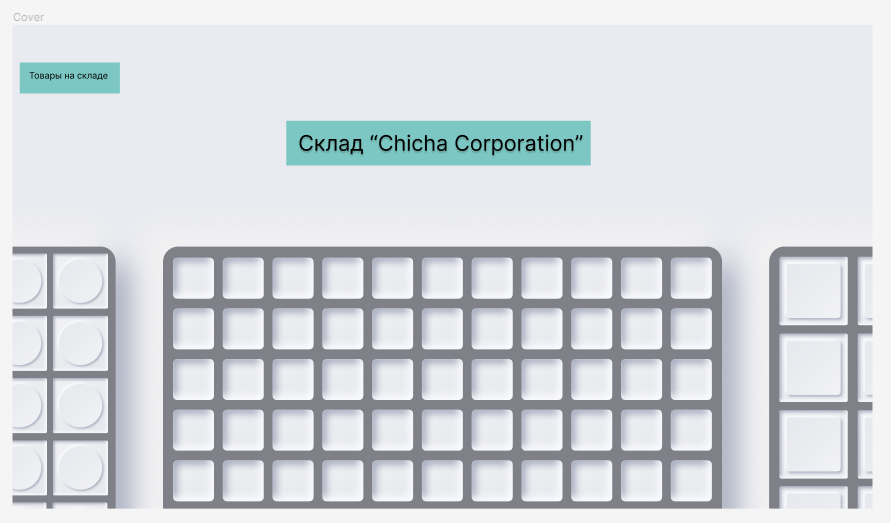 Cover
Товары на складе
Склад “Chicha Corporation”